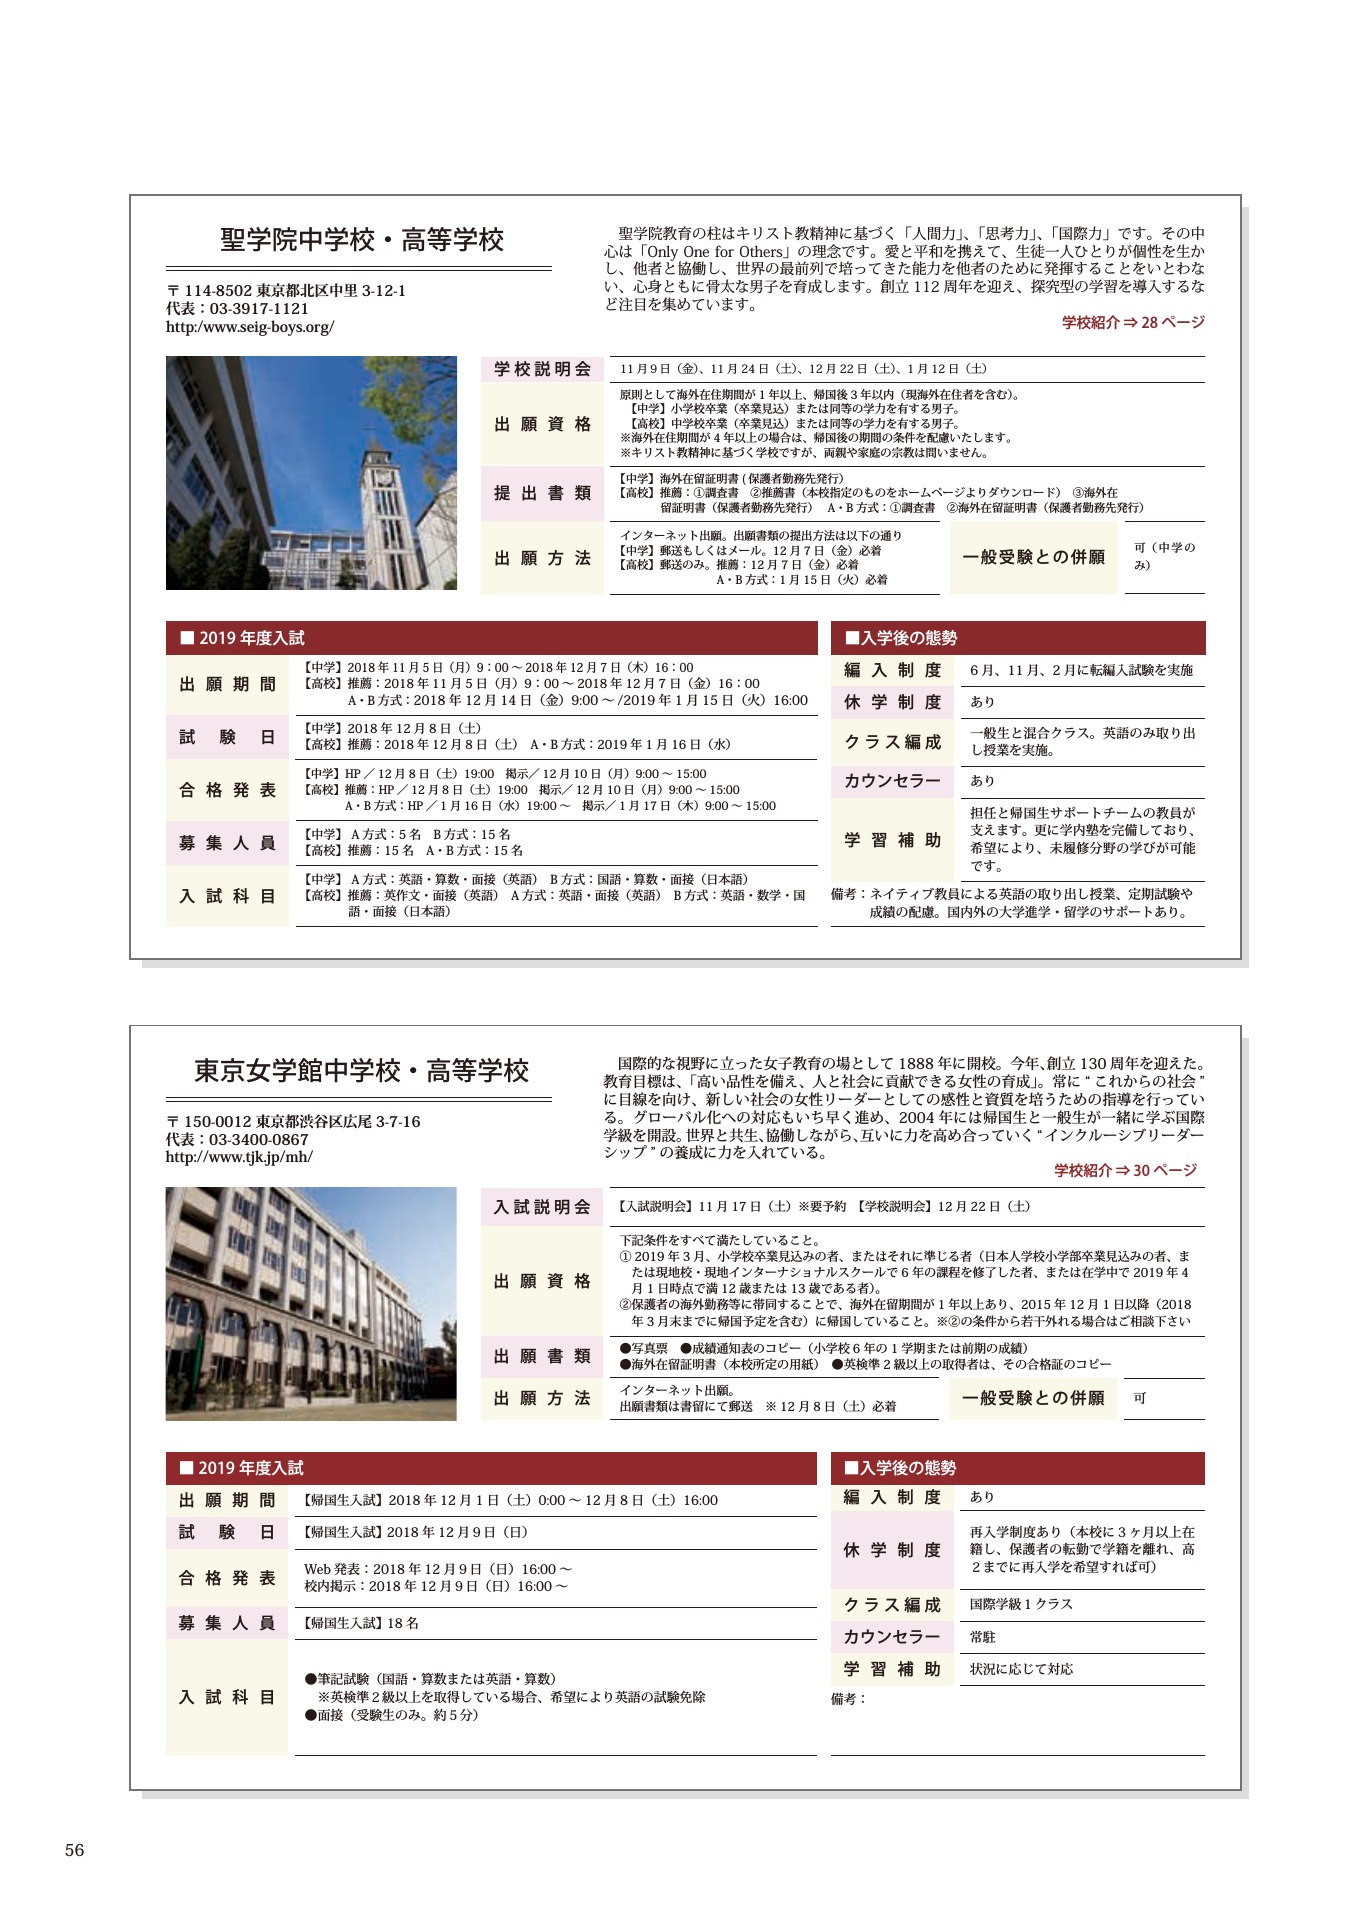 聖学院中学校・高等学校
〒 114-8502 東京都北区中里 3-12-1
代表：03-3917-1121
http:/www.seig-boys.org/
聖学院教育の柱はキリスト教精神に基づく「人間力」、「思考力」、「国際力」です。その中
心は「Only One for Others」の理念です。愛と平和を携えて、生徒一人ひとりが個性を生か
し、他者と協働し、世界の最前列で培ってきた能力を他者のために発揮することをいとわな
い、心身ともに骨太な男子を育成します。創立 112 周年を迎え、探究型の学習を導入するな
ど注目を集めています。
学校紹介 ⇒ 28 ページ
学校説明会
11 月 9 日（金）、11 月 24 日（土）、12 月 22 日（土）、1 月 12 日（土）
出願資格
原則として海外在住期間が 1 年以上、帰国後 3 年以内（現海外在住者を含む）。
【中学】小学校卒業（卒業見込）または同等の学力を有する男子。
【高校】中学校卒業（卒業見込）または同等の学力を有する男子。
※海外在住期間が 4 年以上の場合は、帰国後の期間の条件を配慮いたします。
※キリスト教精神に基づく学校ですが、両親や家庭の宗教は問いません。
提出書類
【中学】海外在留証明書 ( 保護者勤務先発行）
【高校】推薦：①調査書　②推薦書（本校指定のものをホームページよりダウンロード）　③海外在
留証明書（保護者勤務先発行）　A・B 方式：①調査書　②海外在留証明書（保護者勤務先発行）
出願方法
インターネット出願。出願書類の提出方法は以下の通り
【中学】郵送もしくはメール。12 月 7 日（金）必着
【高校】郵送のみ。推薦：12 月 7 日（金）必着
A・B 方式：1 月 15 日（火）必着
一般受験との併願
可（中学の
み）
■ 2019 年度入試
出願期間
【中学】2018 年 11 月 5 日（月）9：00 ～ 2018 年 12 月 7 日（木）16：00
【高校】推薦：2018 年 11 月 5 日（月）9：00 ～ 2018 年 12 月 7 日（金）16：00
A・B 方式：2018 年 12 月 14 日（金）9:00 ～ /2019 年 1 月 15 日（火）16:00
試験日
【中学】2018 年 12 月 8 日（土）
【高校】推薦：2018 年 12 月 8 日（土）　A・B 方式：2019 年 1 月 16 日（水）
合格発表
【中学】HP ／ 12 月 8 日（土）19:00　掲示／ 12 月 10 日（月）9:00 ～ 15:00
【高校】推薦：HP ／ 12 月 8 日（土）19:00　掲示／ 12 月 10 日（月）9:00 ～ 15:00
A・B 方式：HP ／ 1 月 16 日（水）19:00 ～　掲示／ 1 月 17 日（木）9:00 ～ 15:00
募集人員
【中学】 A 方式：5 名　B 方式：15 名
【高校】推薦：15 名　A・B 方式：15 名
入試科目
【中学】 A 方式：英語・算数・面接（英語）　B 方式：国語・算数・面接（日本語）
【高校】推薦：英作文・面接（英語）　A 方式：英語・面接（英語）　B 方式：英語・数学・国
語・面接（日本語）
■入学後の態勢
編入制度
6 月、11 月、2 月に転編入試験を実施
休学制度
あり
クラス編成
一般生と混合クラス。英語のみ取り出
し授業を実施。
カウンセラー
あり
学習補助
担任と帰国生サポートチームの教員が
支えます。更に学内塾を完備しており、
希望により、未履修分野の学びが可能
です。
備考：ネイティブ教員による英語の取り出し授業、定期試験や
成績の配慮。国内外の大学進学・留学のサポートあり。
東京女学館中学校・高等学校
〒 150-0012 東京都渋谷区広尾 3-7-16
代表：03-3400-0867
http://www.tjk.jp/mh/
国際的な視野に立った女子教育の場として 1888 年に開校。今年、創立 130 周年を迎えた。
教育目標は、「高い品性を備え、人と社会に貢献できる女性の育成」。常に “ これからの社会 ”
に目線を向け、新しい社会の女性リーダーとしての感性と資質を培うための指導を行ってい
る。グローバル化への対応もいち早く進め、2004 年には帰国生と一般生が一緒に学ぶ国際
学級を開設。世界と共生、協働しながら、互いに力を高め合っていく “ インクルーシブリーダー
シップ ” の養成に力を入れている。
学校紹介 ⇒ 30 ページ
入試説明会
【入試説明会】11 月 17 日（土）※要予約　【学校説明会】12 月 22 日（土）
出願資格
下記条件をすべて満たしていること。
① 2019 年 3 月、小学校卒業見込みの者、またはそれに準じる者（日本人学校小学部卒業見込みの者、ま
たは現地校・現地インターナショナルスクールで 6 年の課程を修了した者、または在学中で 2019 年 4
月 1 日時点で満 12 歳または 13 歳である者）。
②保護者の海外勤務等に帯同することで、海外在留期間が 1 年以上あり、2015 年 12 月 1 日以降（2018
年 3 月末までに帰国予定を含む）に帰国していること。※②の条件から若干外れる場合はご相談下さい
出願書類
●写真票　●成績通知表のコピー（小学校 6 年の 1 学期または前期の成績）
●海外在留証明書（本校所定の用紙）　●英検準 2 級以上の取得者は、その合格証のコピー
出願方法
インターネット出願。
出願書類は書留にて郵送　※ 12 月 8 日（土）必着
一般受験との併願
可
■ 2019 年度入試
出願期間
【帰国生入試】2018 年 12 月 1 日（土）0:00 ～ 12 月 8 日（土）16:00
試験日
【帰国生入試】2018 年 12 月 9 日（日）
合格発表
Web 発表：2018 年 12 月 9 日（日）16:00 ～
校内掲示：2018 年 12 月 9 日（日）16:00 ～
募集人員
【帰国生入試】18 名
入試科目
●筆記試験（国語・算数または英語・算数）
※英検準 2 級以上を取得している場合、希望により英語の試験免除
●面接（受験生のみ。約 5 分）
■入学後の態勢
編入制度
あり
休学制度
再入学制度あり（本校に 3 ヶ月以上在
籍し、保護者の転勤で学籍を離れ、高
2 までに再入学を希望すれば可）
クラス編成
国際学級 1 クラス
カウンセラー
常駐
学習補助
状況に応じて対応
備考：
56